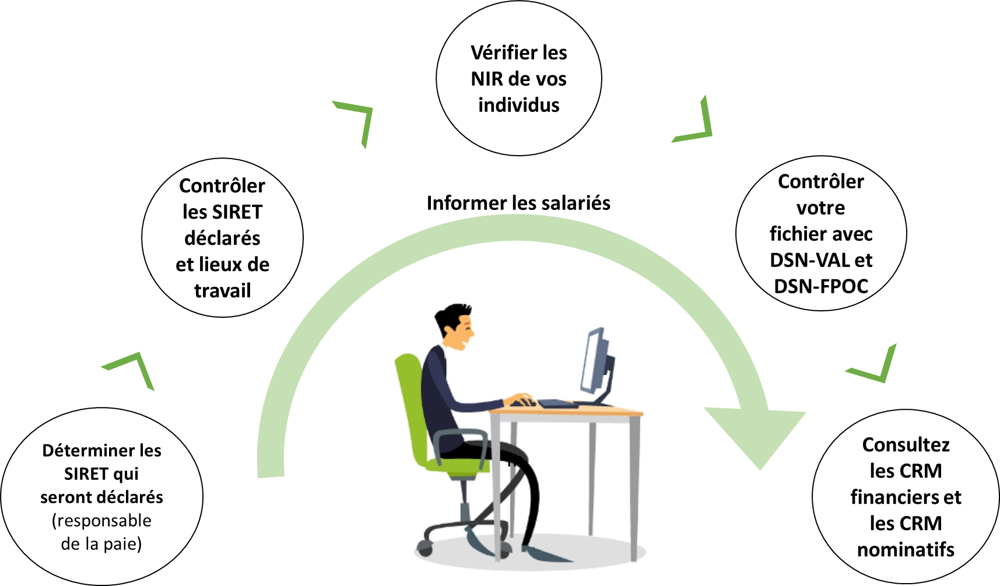 Vérifier les
NIR de vos
individus
Contrôler
les SIRET
déclarés
et lieux de
travail
Informer les salariés
Contrôler
votre
fichier avec
DSN-VAL et
DSN-FPOC
Déterminer les
SIRET qui
seront déclarés
(responsable
de la paie)
Consultez
les CRM
financiers et
les CRM
nominatifs